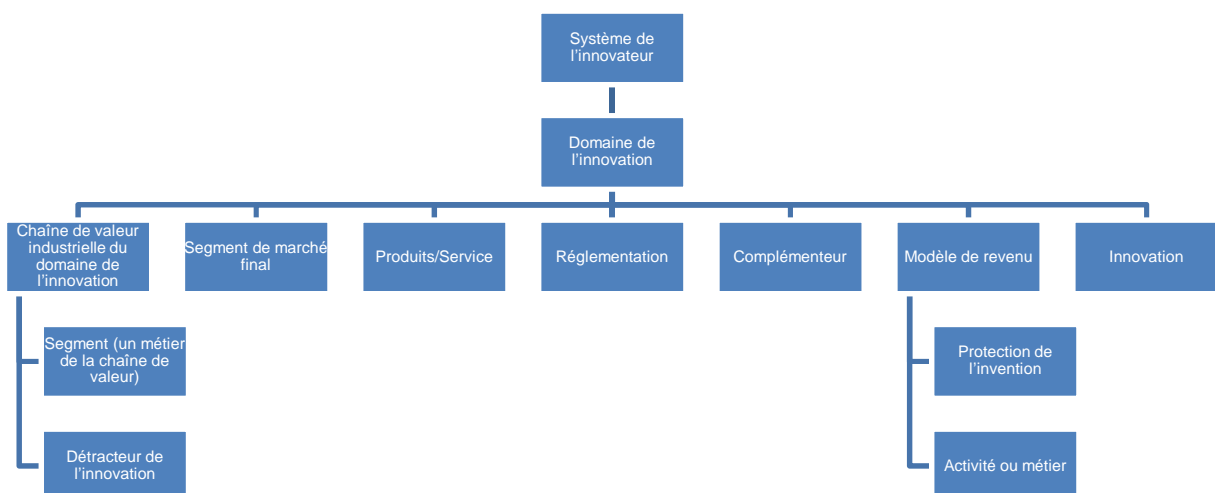 Système de
l'innovateur
Domaine de
l'innovation
Chaîne de valeur
industrielle du
domaine de
l'innovation
Segment de marché
final
Produits/Service
Réglementation
Complémenteur
Modèle de revenu
Innovation
Segment (un métier
de la chaîne de
valeur)
Détracteur de
l'innovation
Protection de
l'invention
Activité ou métier